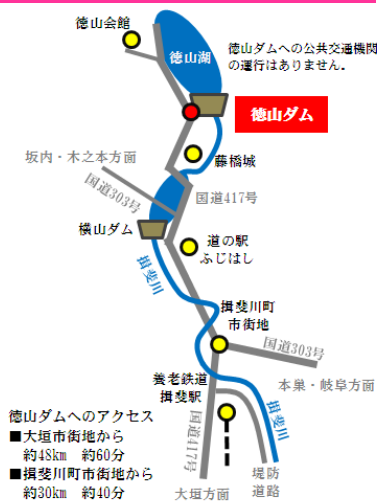 徳山会館
徳山湖
徳山ダムへの公共交通機関
の運行はありません。
徳山ダム
藤橋城
坂内・木之本方面
国道303号
国道417号
横山ダム
道の駅
ふじはし
揖斐川
揖斐川町
市街地
国道303号
本巣・岐阜方面
養老鉄道
揖斐駅
国道417号
揖斐川
徳山ダムへのアクセス
■大垣市街地から
約48km 約60分
■揖斐川町市街地から
約30km 約40分
大垣方面
堤防
道路